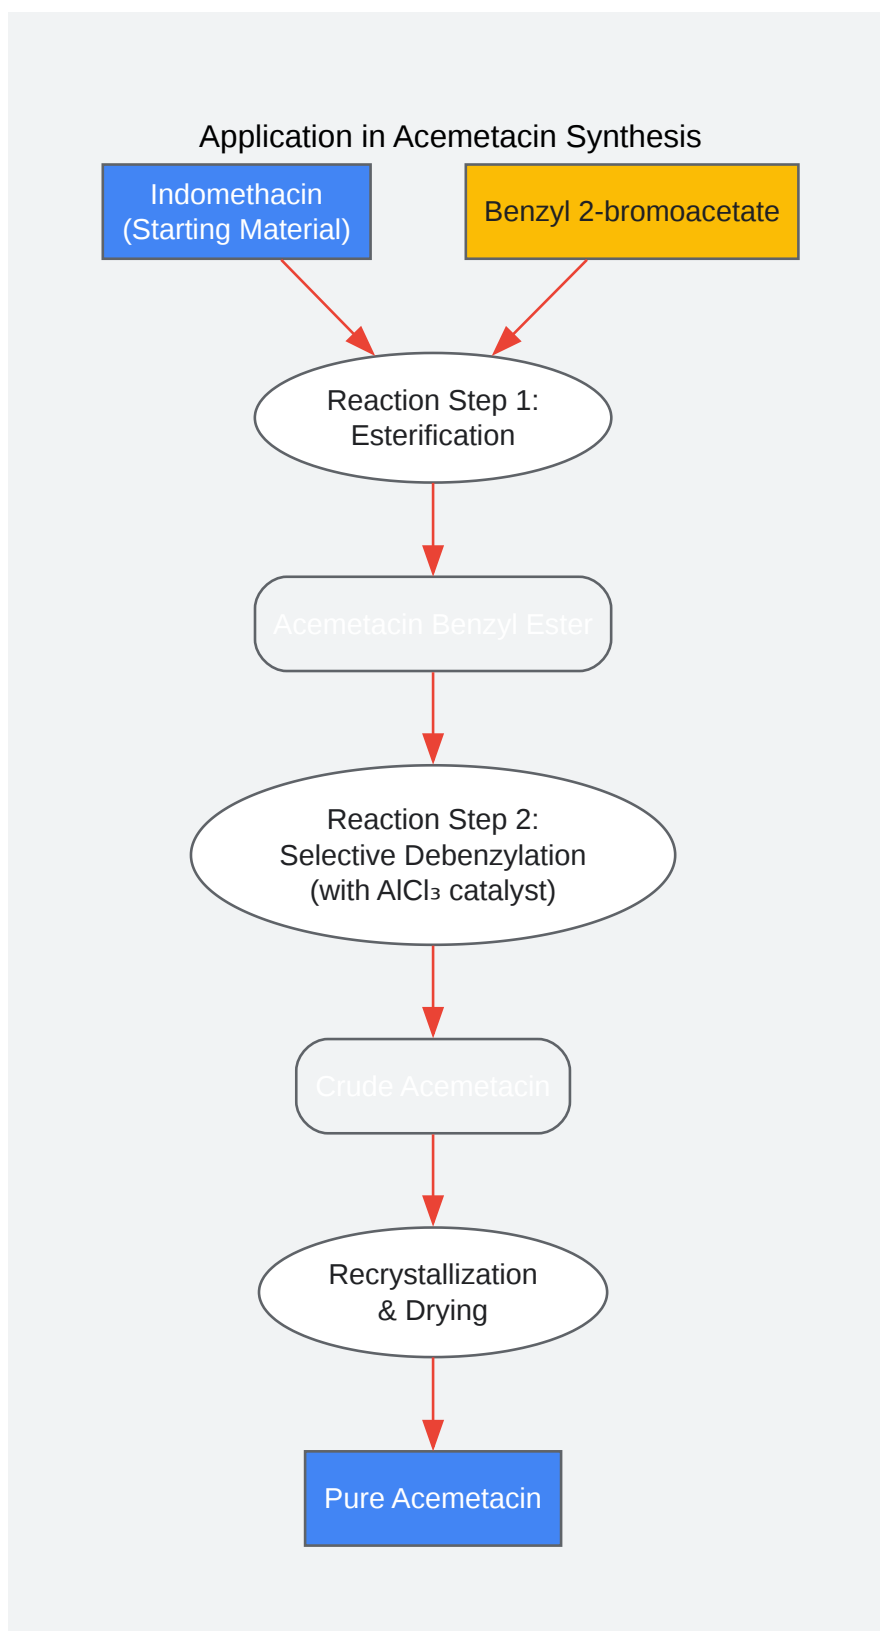 Application in Acemetacin Synthesis
Indomethacin
(Starting Material)
Benzyl 2-bromoacetate
Reaction Step 1:
Esterification
Acemetacin Benzyl Ester
Reaction Step 2:
Selective Debenzylation
(with AlCl₃ catalyst)
Crude Acemetacin
Recrystallization
& Drying
Pure Acemetacin